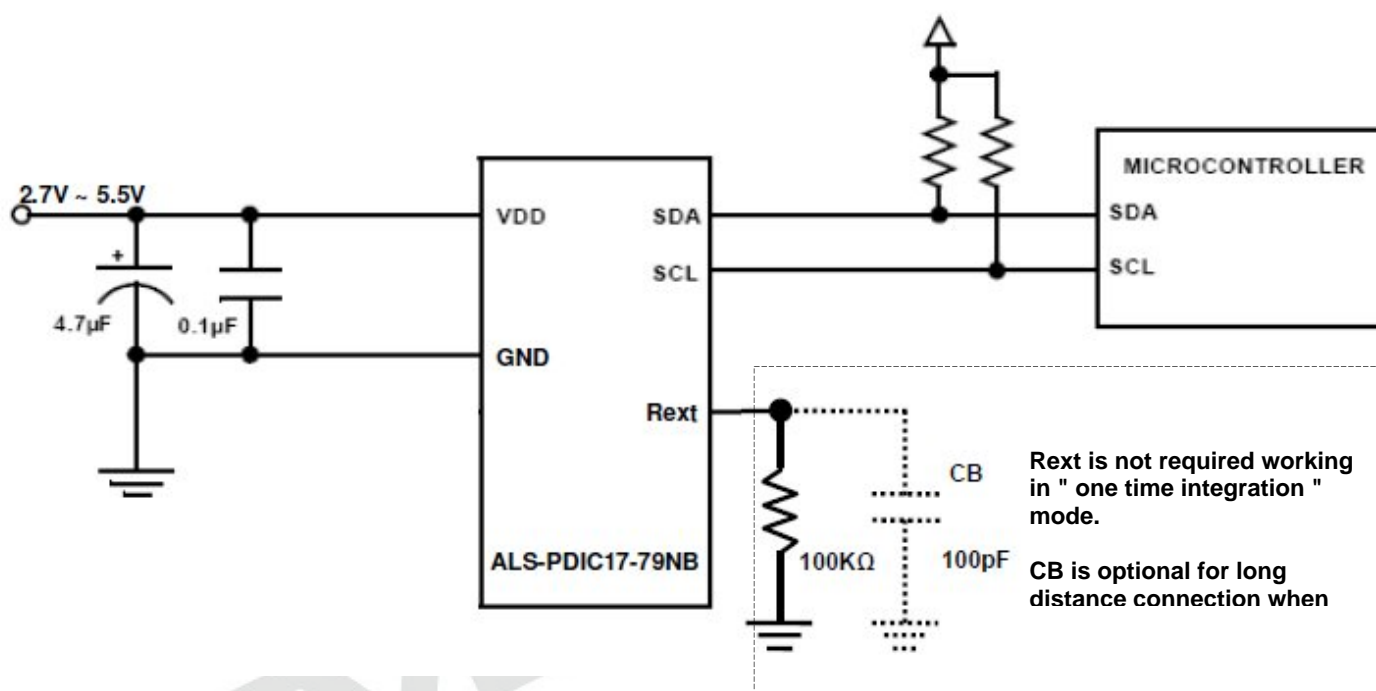 2.7V ~ 5.5V
4.7µF
0.1µF
VDD
GND
SDA
SCL
Rext
ALS-PDIC17-79NB
MICROCONTROLLER
SDA
SCL
100KΩ
CB
100pF
Rext is not required working
in " one time integration "
mode.
CB is optional for long
distance connection when